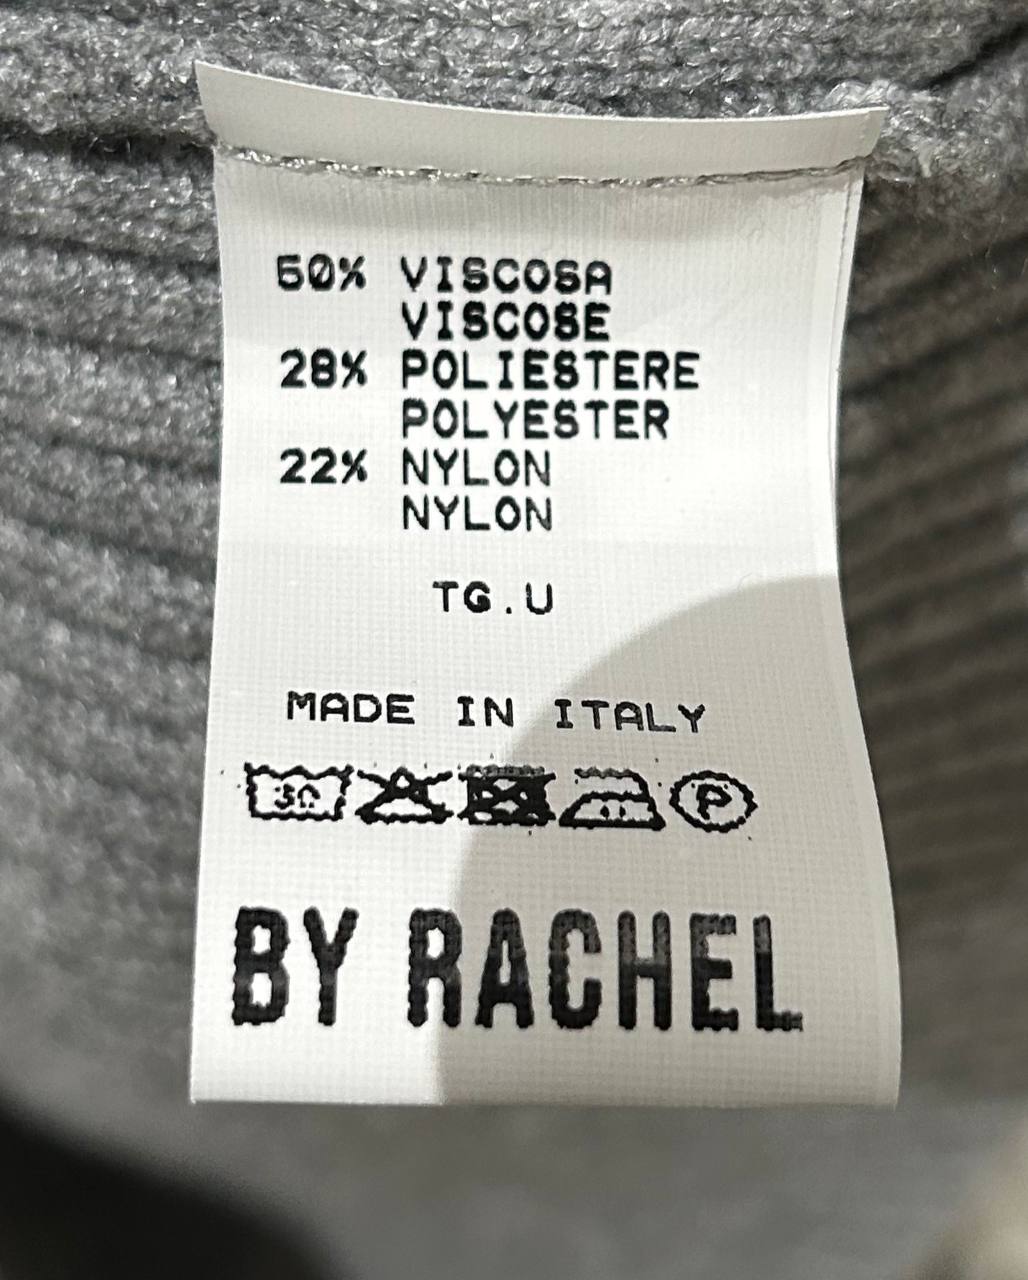 50% VISCOSA
VISCOSE
28% POLIESTERE
POLYESTER
22% NYLON
NYLON
TG.U
MADE IN ITALY
30 P
BY RACHEL